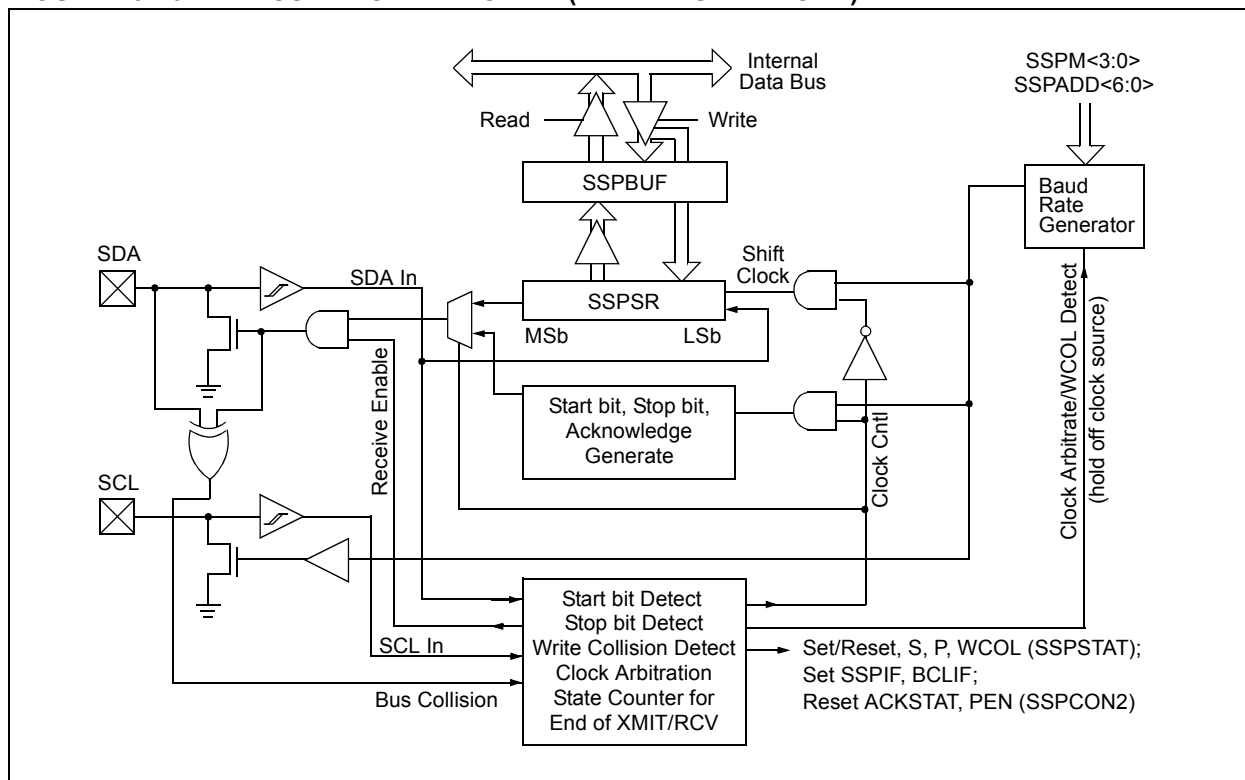 Internal
Data Bus
SSPM<3:0>
SSPADD<6:0>
Read
Write
SSPBUF
Baud
Rate
Generator
SDA
SDA In
Shift
Clock
SSPSR
MSb
LSb
Start bit, Stop bit,
Acknowledge
Generate
Receive Enable
Clock Cntl
Clock Arbitrate/WCOL Detect
(hold off clock source)
SCL
SCL In
Bus Collision
Start bit Detect
Stop bit Detect
Write Collision Detect
Clock Arbitration
State Counter for
End of XMIT/RCV
Set/Reset, S, P, WCOL (SSPSTAT);
Set SSPIF, BCLIF;
Reset ACKSTAT, PEN (SSPCON2)